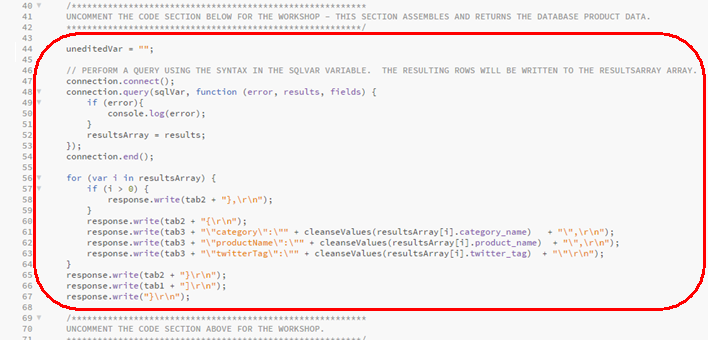 40 /*******************************************************
41 UNCOMMENT THE CODE SECTION BELOW FOR THE WORKSHOP - THIS SECTION ASSEMBLES AND RETURNS THE DATABASE PRODUCT DATA.
42 *******************************************************/
43
44 uneditedVar = "";
45
46 // PERFORM A QUERY USING THE SYNTAX IN THE SQLVAR VARIABLE.  THE RESULTING ROWS WILL BE WRITTEN TO THE RESULTSARRAY ARRAY.
47 connection.connect();
48 connection.query(sqlVar, function (error, results, fields) {
49 if (error){
50 console.log(error);
51 }
52 resultsArray = results;
53 });
54 connection.end();
55
56 for (var i in resultsArray) {
57 if (i > 0) {
58 response.write(tab2 + "},\r\n");
59 }
60 response.write(tab2 + "{\r\n");
61 response.write(tab3 + "\"category\":\"" + cleanseValues(resultsArray[i].category_name)   + "\",\r\n");
62 response.write(tab3 + "\"productName\":\"" + cleanseValues(resultsArray[i].product_name)  + "\",\r\n");
63 response.write(tab3 + "\"twitterTag\":\"" + cleanseValues(resultsArray[i].twitter_tag)  + "\"\r\n");
64 }
65 response.write(tab2 + "}\r\n");
66 response.write(tab1 + "]\r\n");
67 response.write("}\r\n");
68
69 /*******************************************************
70 UNCOMMENT THE CODE SECTION ABOVE FOR THE WORKSHOP.
71 *******************************************************/